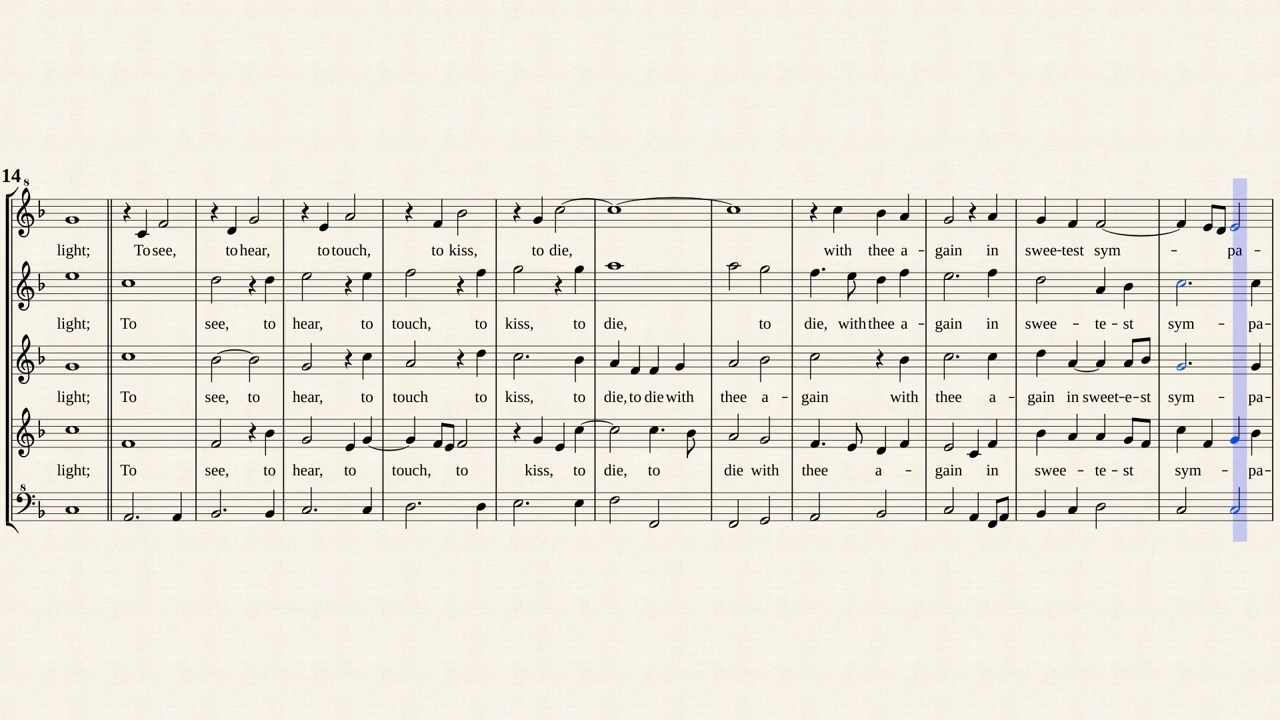 14
8
light; To see, to hear, to touch, to kiss, to die, with thee a - gain in swee - test sym - pa -
light; To see, to hear, to touch, to kiss, to die, to die, with thee a - gain in swee - te - st sym - pa -
light; To see, to hear, to touch to kiss, to die, to die with thee a - gain with thee a - gain in sweet - e - st sym - pa -
light; To see, to hear, to touch, to kiss, to die, to die with thee a - gain in swee - te - st sym - pa -
8